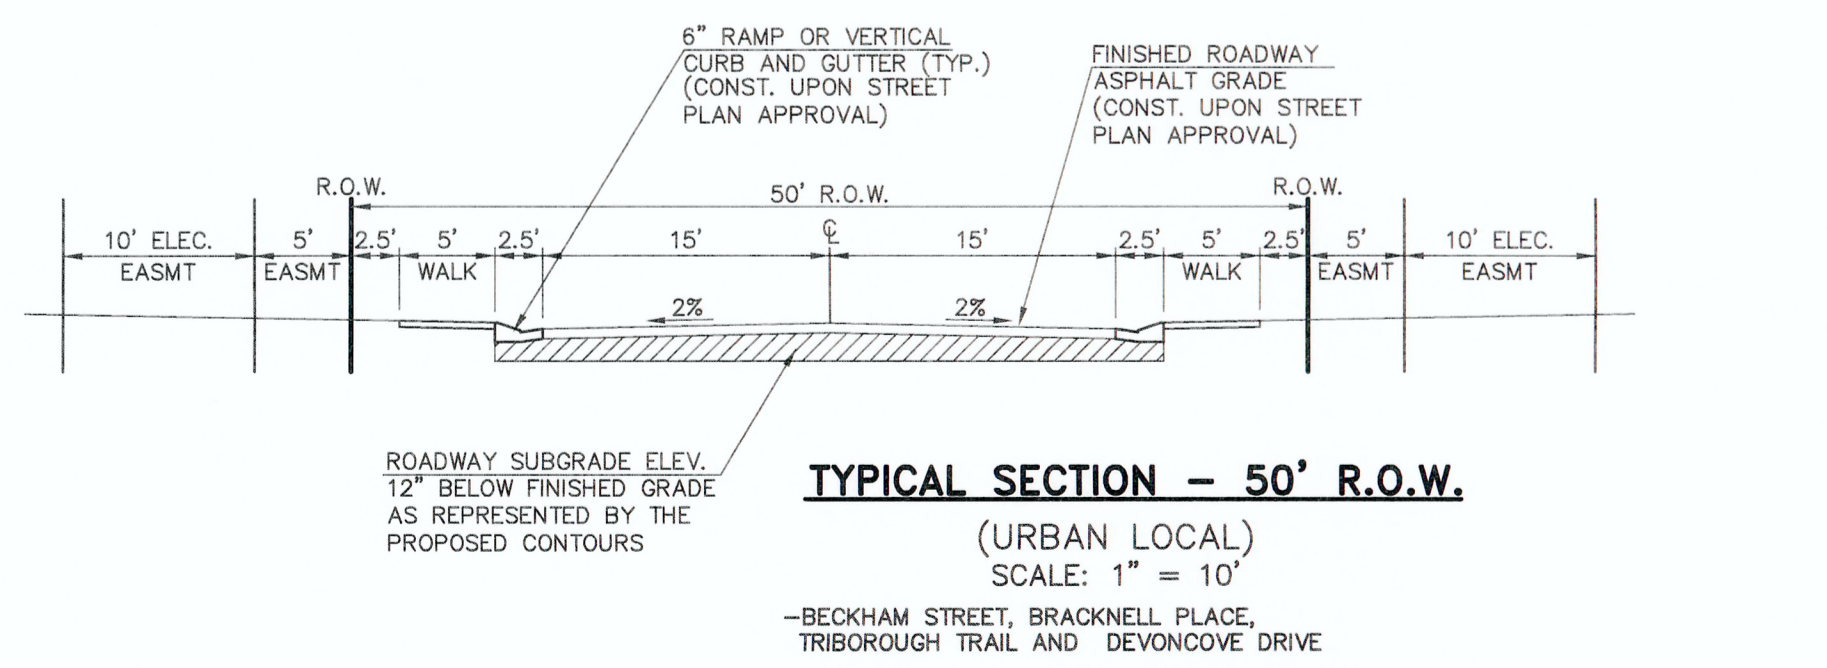 6" RAMP OR VERTICAL
CURB AND GUTTER (TYP.)
(CONST. UPON STREET
PLAN APPROVAL)
FINISHED ROADWAY
ASPHALT GRADE
(CONST. UPON STREET
PLAN APPROVAL)
R.O.W.
50' R.O.W.
R.O.W.
10' ELEC.
EASMT
5'
EASMT
2.5'
5'
WALK
2.5'
15'
℄
15'
2.5'
5'
WALK
2.5'
5'
EASMT
10' ELEC.
EASMT
2%
2%
ROADWAY SUBGRADE ELEV.
12" BELOW FINISHED GRADE
AS REPRESENTED BY THE
PROPOSED CONTOURS
TYPICAL SECTION - 50' R.O.W.
(URBAN LOCAL)
SCALE: 1" = 10'
-BECKHAM STREET, BRACKNELL PLACE,
TRIBOROUGH TRAIL AND DEVONCOVE DRIVE